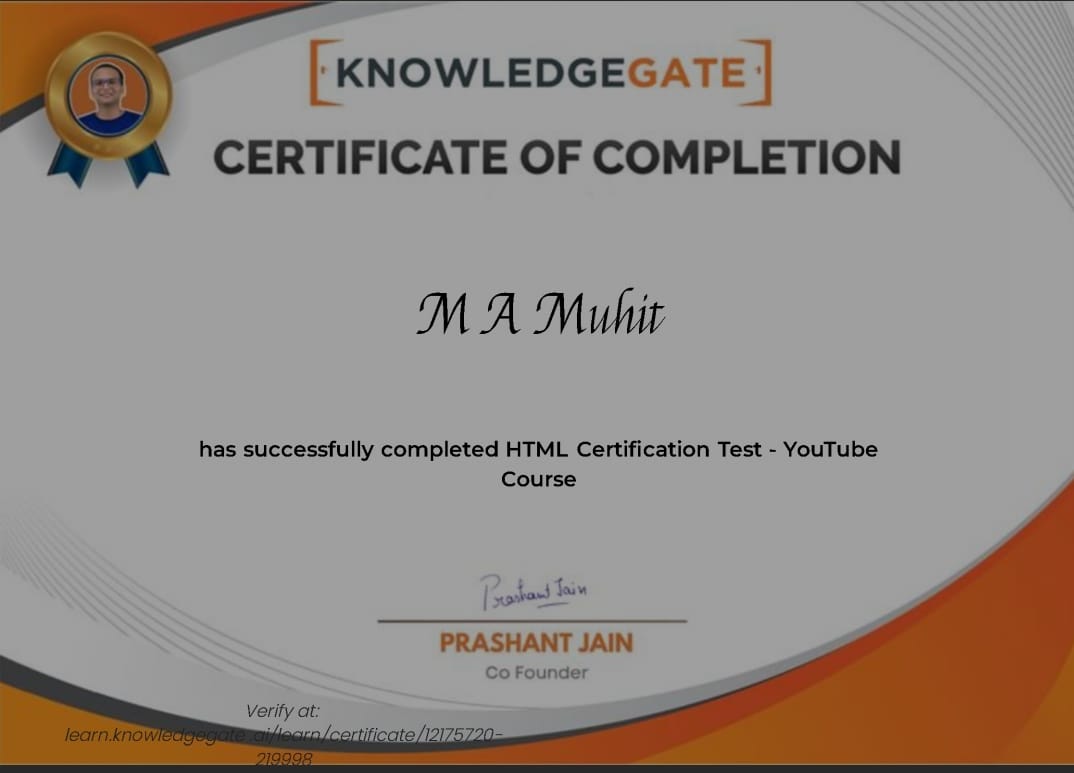 KNOWLEDGEGATE
CERTIFICATE OF COMPLETION
M A Muhit
has successfully completed HTML Certification Test - YouTube
Course
Prashant Jain
PRASHANT JAIN
Co Founder
Verify at:
learn.knowledgegate .ai/learn/certificate/12175720-
219998